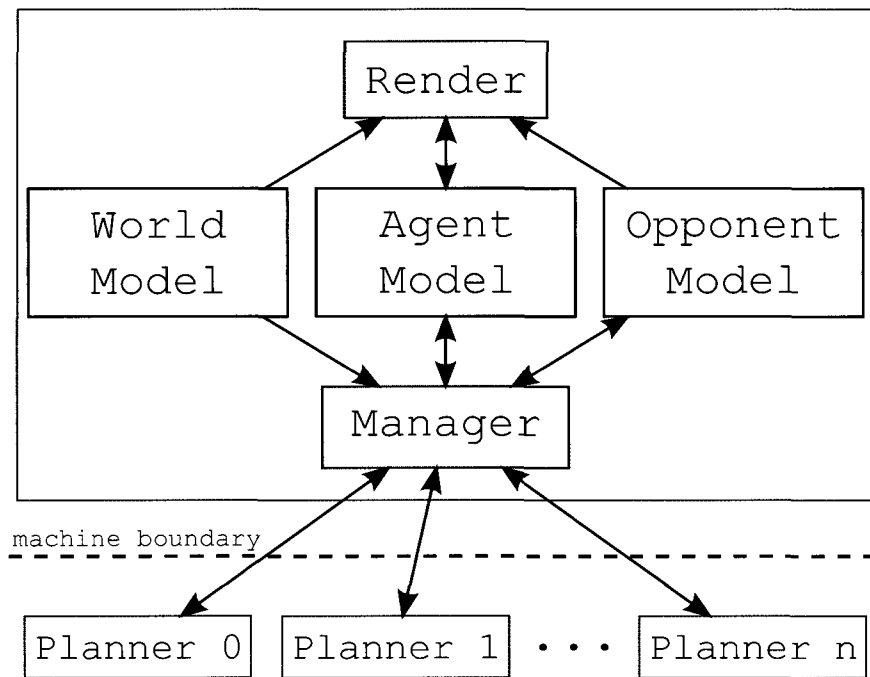 Render
World Model
Agent Model
Opponent Model
Manager
machine boundary
Planner 0
Planner 1
• • •
Planner n